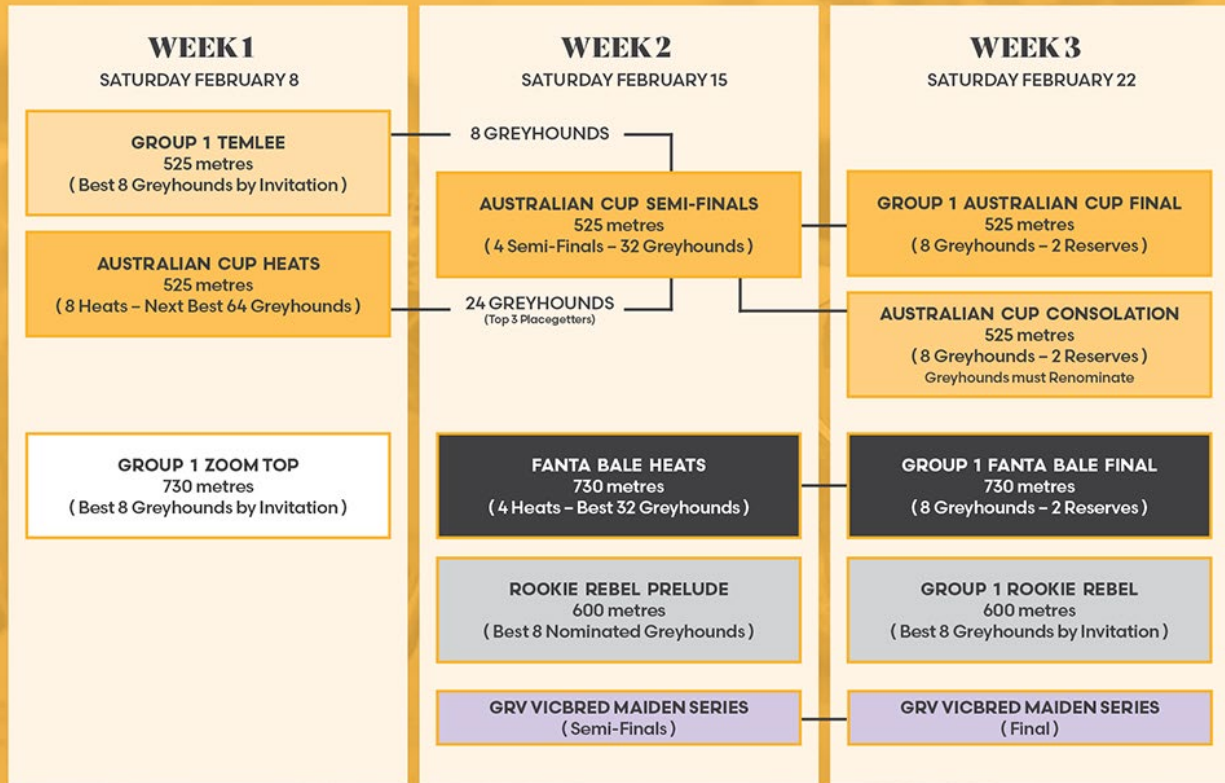 WEEK 1
SATURDAY FEBRUARY 8
GROUP 1 TEMLEE
525 metres
( Best 8 Greyhounds by Invitation )
AUSTRALIAN CUP HEATS
525 metres
( 8 Heats – Next Best 64 Greyhounds )
GROUP 1 ZOOM TOP
730 metres
( Best 8 Greyhounds by Invitation )
WEEK 2
SATURDAY FEBRUARY 15
8 GREYHOUNDS
AUSTRALIAN CUP SEMI-FINALS
525 metres
( 4 Semi-Finals – 32 Greyhounds )
24 GREYHOUNDS
(Top 3 Placegetters)
FANTA BALE HEATS
730 metres
( 4 Heats – Best 32 Greyhounds )
ROOKIE REBEL PRELUDE
600 metres
( Best 8 Nominated Greyhounds )
GRV VICBRED MAIDEN SERIES
( Semi-Finals )
WEEK 3
SATURDAY FEBRUARY 22
GROUP 1 AUSTRALIAN CUP FINAL
525 metres
( 8 Greyhounds – 2 Reserves )
AUSTRALIAN CUP CONSOLATION
525 metres
( 8 Greyhounds – 2 Reserves )
Greyhounds must Renominate
GROUP 1 FANTA BALE FINAL
730 metres
( 8 Greyhounds – 2 Reserves )
GROUP 1 ROOKIE REBEL
600 metres
( Best 8 Greyhounds by Invitation )
GRV VICBRED MAIDEN SERIES
( Final )